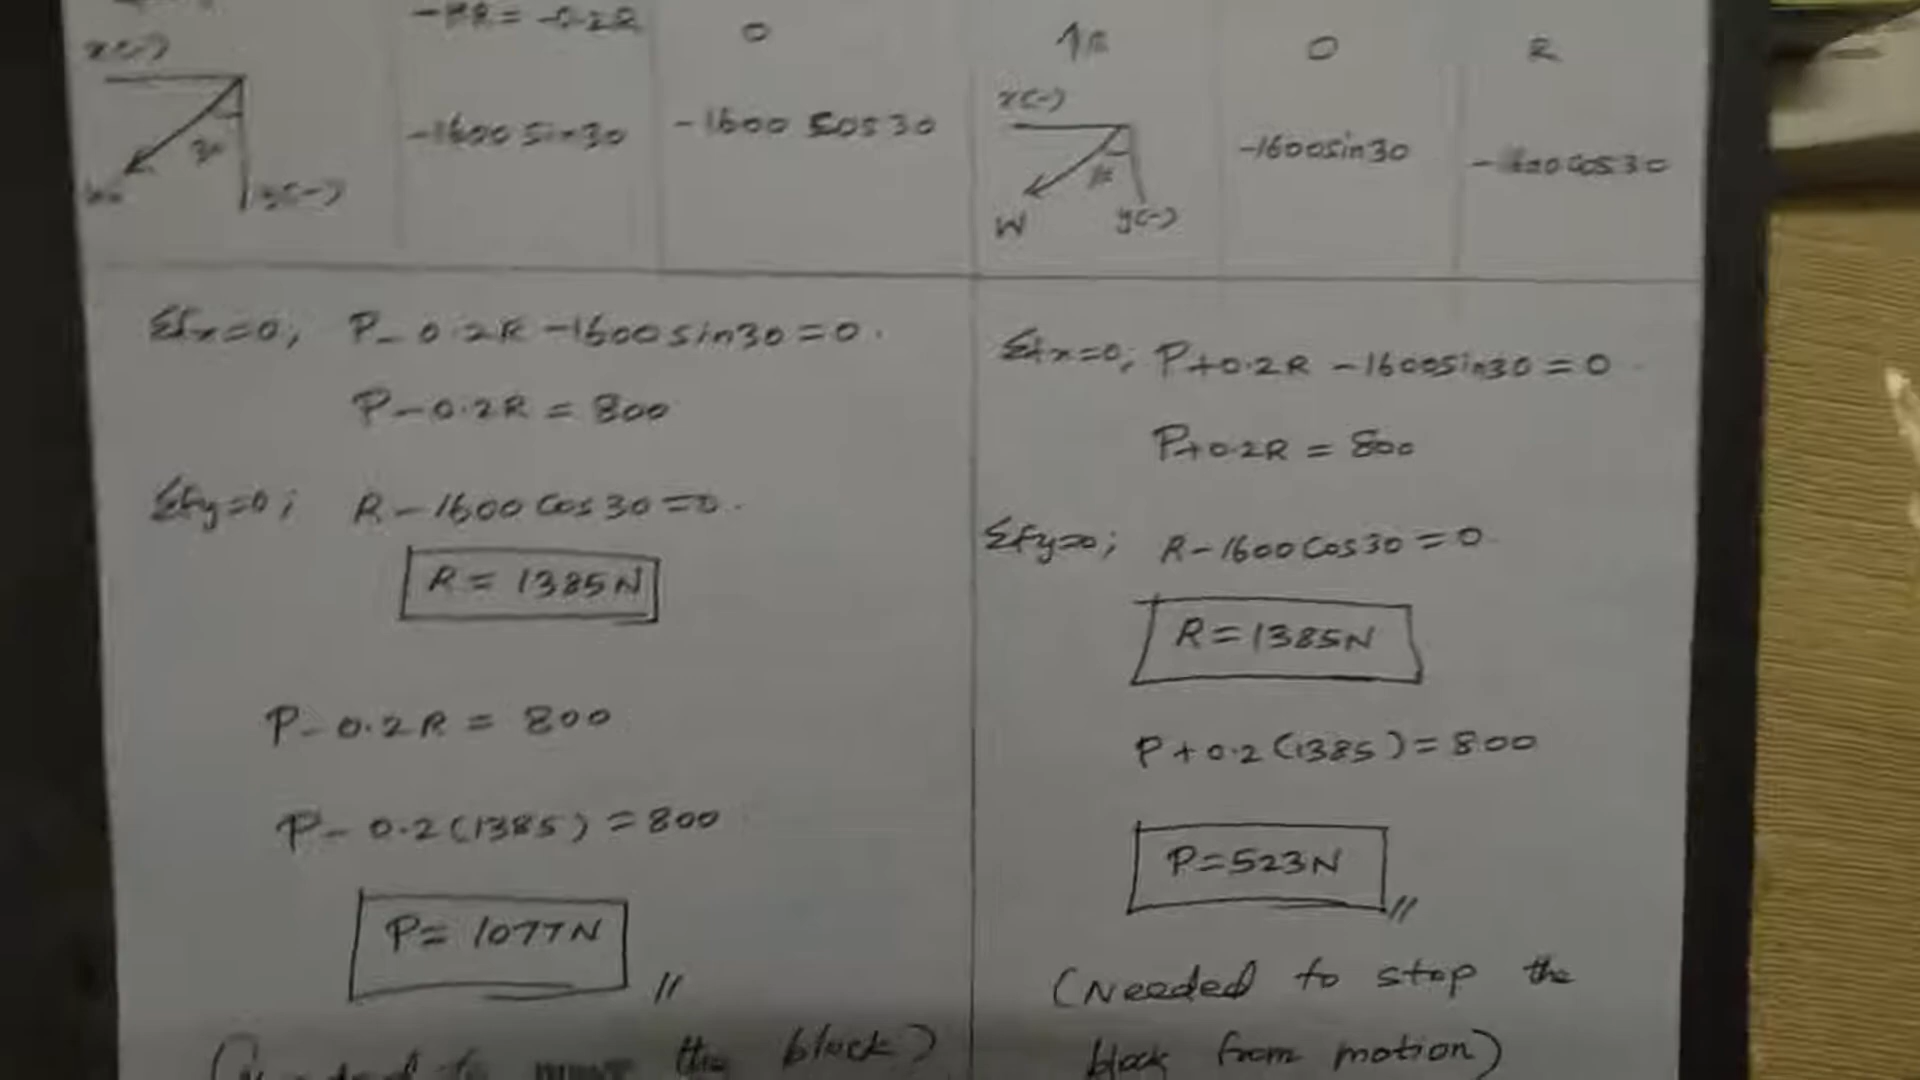 -μR = -0.2R
0
x(-)
-1600 sin30
-1600 cos 30
30
y(-)
Σfx=0; P-0.2R-1600 sin30=0.
P-0.2R = 800
Σfy=0; R-1600 cos 30=0.
R= 1385N
P-0.2R = 800
P-0.2(1385)=800
P= 1077N
the block)
↑R
0
R
x(-)
-1600sin30
cos30
W
y(-)
Σfx=0; P+0.2R-1600sin30=0
P+0.2R = 800
Σfy=0; R-1600 Cos30=0
R=1385N
P+0.2(1385)=800
P=523N
(Needed to stop the
block from motion)